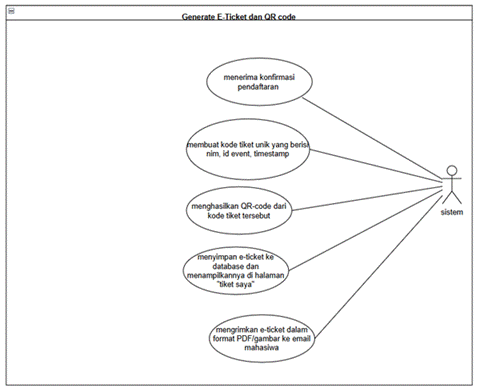 Generate E-Ticket dan QR code
menerima konfirmasi
pendaftaran
membuat kode tiket unik yang berisi
nim, id event, timestamp
menghasilkan QR-code dari
kode tiket tersebut
sistem
menyimpan e-ticket ke
database dan
menampilkannya di halaman
"tiket saya"
mengrimkan e-ticket dalam
format PDF/gambar ke email
mahasiwa